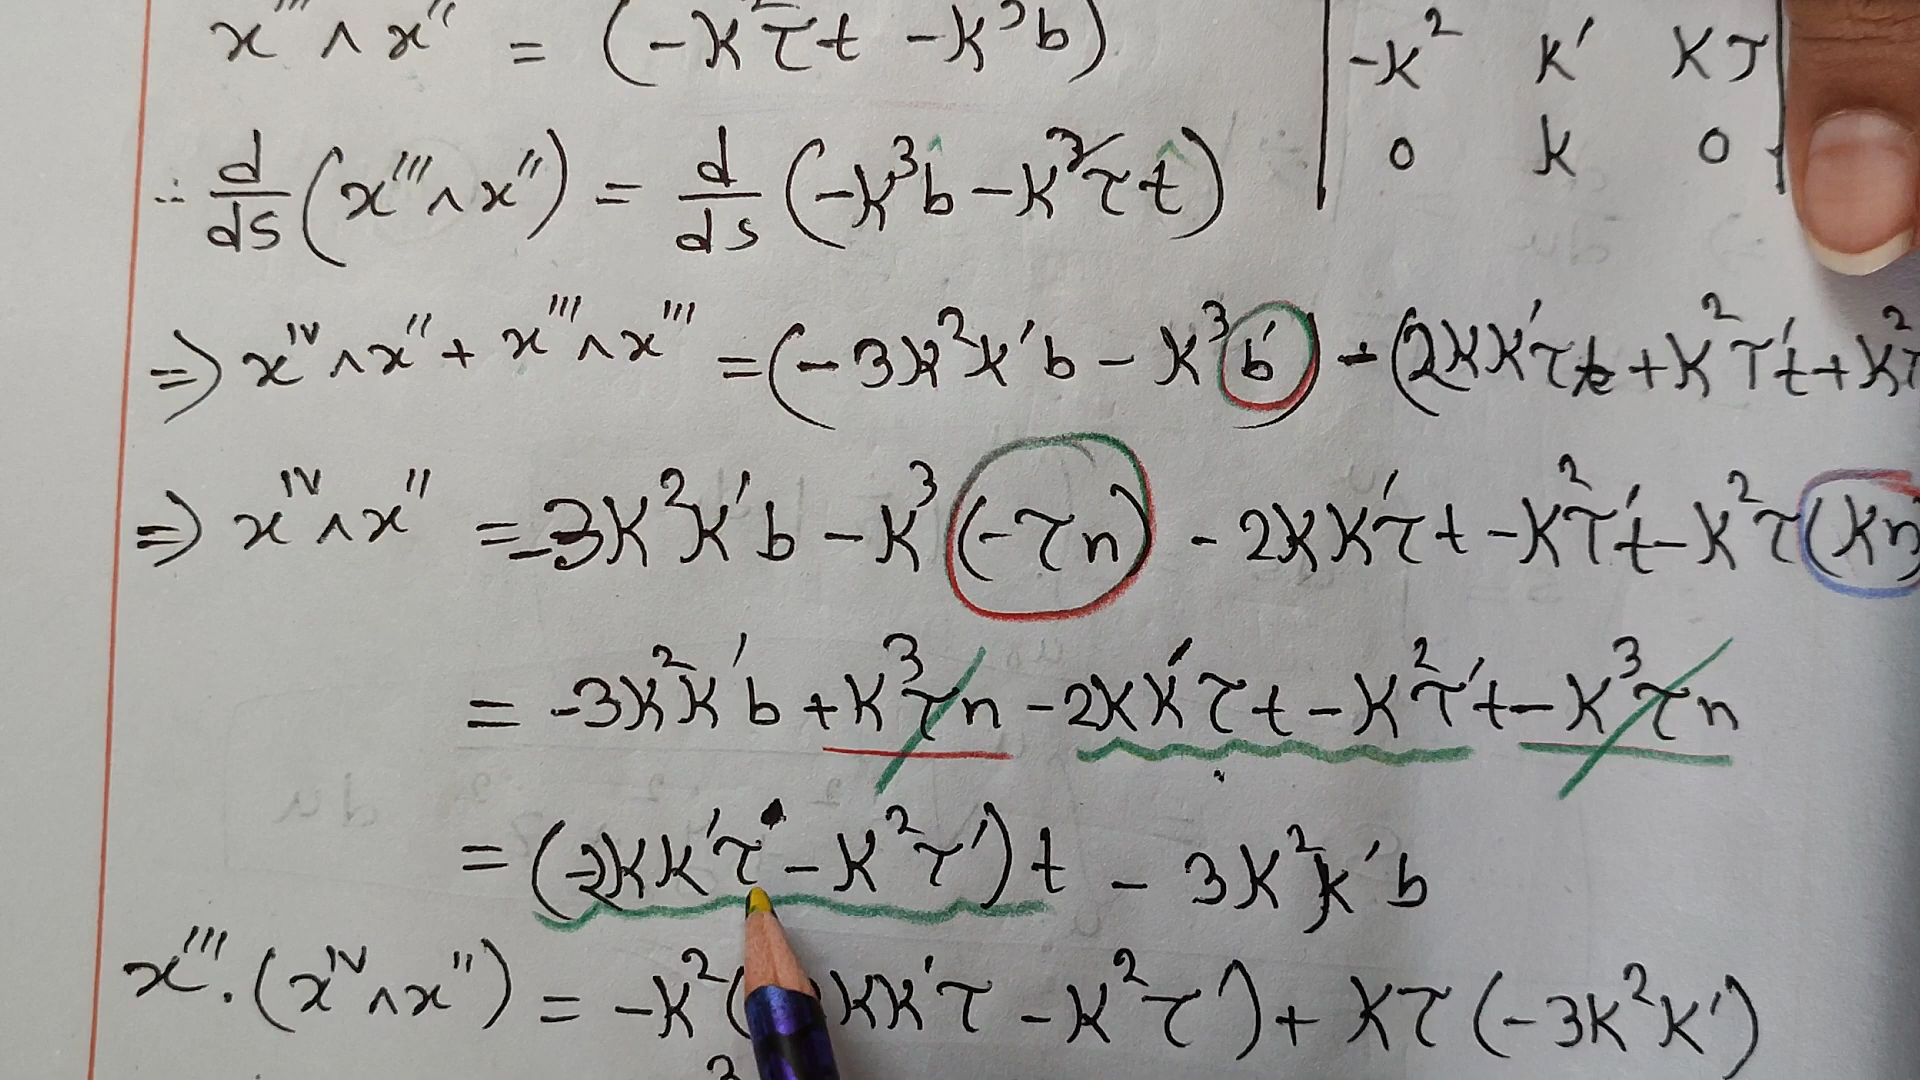 x''' ∧ x'' = (-K²τt - K³b)
-K² K' Kτ
0 K 0
∴ d/ds (x''' ∧ x'') = d/ds (-K³b̂ - K²τt̂)
⇒ x^IV ∧ x'' + x''' ∧ x''' = (-3K²K'b - K³b') - (2KK'τt + K²τ't + K²τ
⇒ x^IV ∧ x'' = -3K²K'b - K³(-τn) - 2KK'τt - K²τ't - K²τ(Kn)
= -3K²K'b + K³τn - 2KK'τt - K²τ't - K³τn
= (-2KK'τ - K²τ')t - 3K²K'b
x''' . (x^IV ∧ x'') = -K²( KK'τ - K²τ') + Kτ(-3K²K')
3